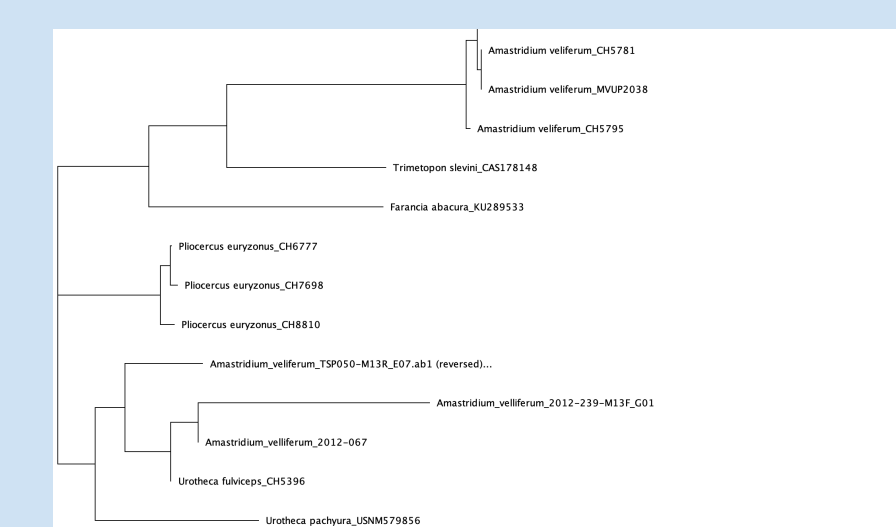 Amastridium veliferum_CH5781
Amastridium veliferum_MVUP2038
Amastridium veliferum_CH5795
Trimetopon slevini_CAS178148
Farancia abacura_KU289533
Pliocercus euryzonus_CH6777
Pliocercus euryzonus_CH7698
Pliocercus euryzonus_CH8810
Amastridium_veliferum_TSP050-M13R_E07.ab1 (reversed)...
Amastridium_velliferum_2012-239-M13F_G01
Amastridium_velliferum_2012-067
Urotheca fulviceps_CH5396
Urotheca pachyura_USNM579856